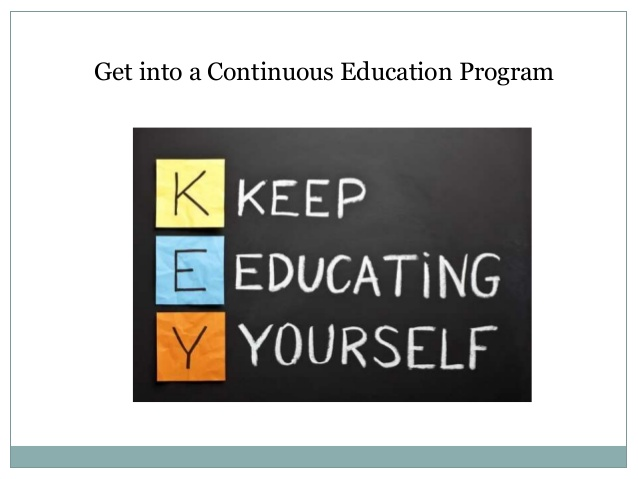 Get into a Continuous Education Program
K KEEP
E EDUCATiNG
Y YOURSELF